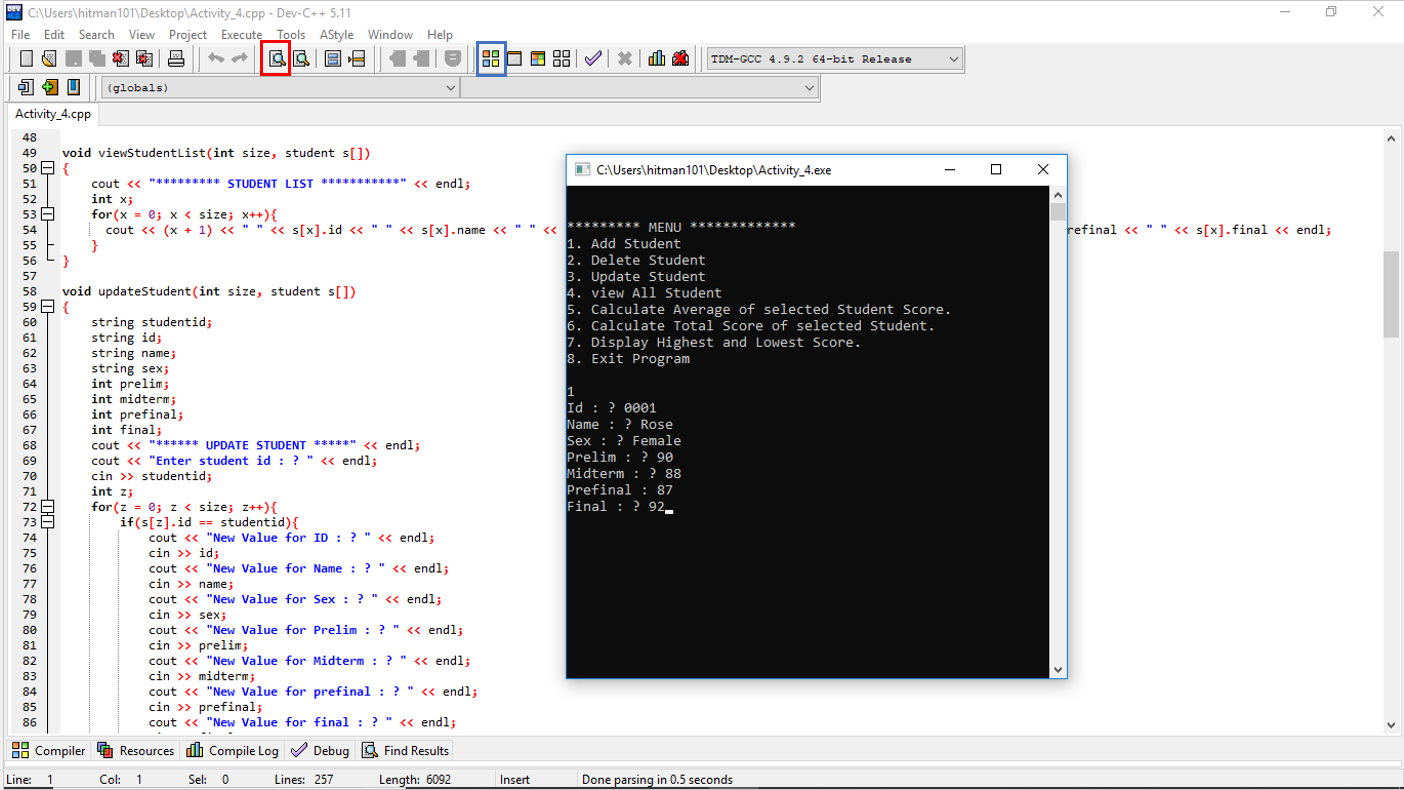 C:\Users\hitman101\Desktop\Activity_4.cpp - Dev-C++ 5.11
File Edit Search View Project Execute Tools AStyle Window Help
TDM-GCC 4.9.2 64-bit Release
(globals)
Activity_4.cpp
48
49 void viewStudentList(int size, student s[])
50 {
51 cout << "********* STUDENT LIST ***********" << endl;
52 int x;
53 for(x = 0; x < size; x++){
54 cout << (x + 1) << " " << s[x].id << " " << s[x].name << " " << refinal << " " << s[x].final << endl;
55 }
56 }
57
58 void updateStudent(int size, student s[])
59 {
60 string studentid;
61 string id;
62 string name;
63 string sex;
64 int prelim;
65 int midterm;
66 int prefinal;
67 int final;
68 cout << "****** UPDATE STUDENT *****" << endl;
69 cout << "Enter student id : ? " << endl;
70 cin >> studentid;
71 int z;
72 for(z = 0; z < size; z++){
73 if(s[z].id == studentid){
74 cout << "New Value for ID : ? " << endl;
75 cin >> id;
76 cout << "New Value for Name : ? " << endl;
77 cin >> name;
78 cout << "New Value for Sex : ? " << endl;
79 cin >> sex;
80 cout << "New Value for Prelim : ? " << endl;
81 cin >> prelim;
82 cout << "New Value for Midterm : ? " << endl;
83 cin >> midterm;
84 cout << "New Value for prefinal : ? " << endl;
85 cin >> prefinal;
86 cout << "New Value for final : ? " << endl;
C:\Users\hitman101\Desktop\Activity_4.exe
********* MENU *************
1. Add Student
2. Delete Student
3. Update Student
4. view All Student
5. Calculate Average of selected Student Score.
6. Calculate Total Score of selected Student.
7. Display Highest and Lowest Score.
8. Exit Program
1
Id : ? 0001
Name : ? Rose
Sex : ? Female
Prelim : ? 90
Midterm : ? 88
Prefinal : 87
Final : ? 92
Compiler Resources Compile Log Debug Find Results
Line: 1 Col: 1 Sel: 0 Lines: 257 Length: 6092 Insert Done parsing in 0.5 seconds